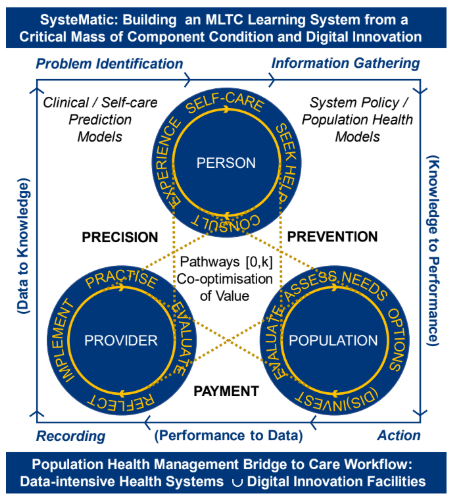 SysteMatic: Building an MLTC Learning System from a
Critical Mass of Component Condition and Digital Innovation
Problem Identification
Information Gathering
Clinical / Self-care
Prediction
Models
System Policy /
Population Health
Models
(Data to Knowledge)
(Knowledge to Performance)
EXPERIENCE
SELF-CARE
SEEK HELP
CONSULT
PERSON
PRECISION
PREVENTION
Pathways [0,k]
Co-optimisation
of Value
IMPLEMENT
PRACTISE
EVALUATE
REFLECT
PROVIDER
EVALUATE
ASSESS NEEDS
OPTIONS
(DIS)INVEST
POPULATION
PAYMENT
Recording
(Performance to Data)
Action
Population Health Management Bridge to Care Workflow:
Data-intensive Health Systems ∪ Digital Innovation Facilities